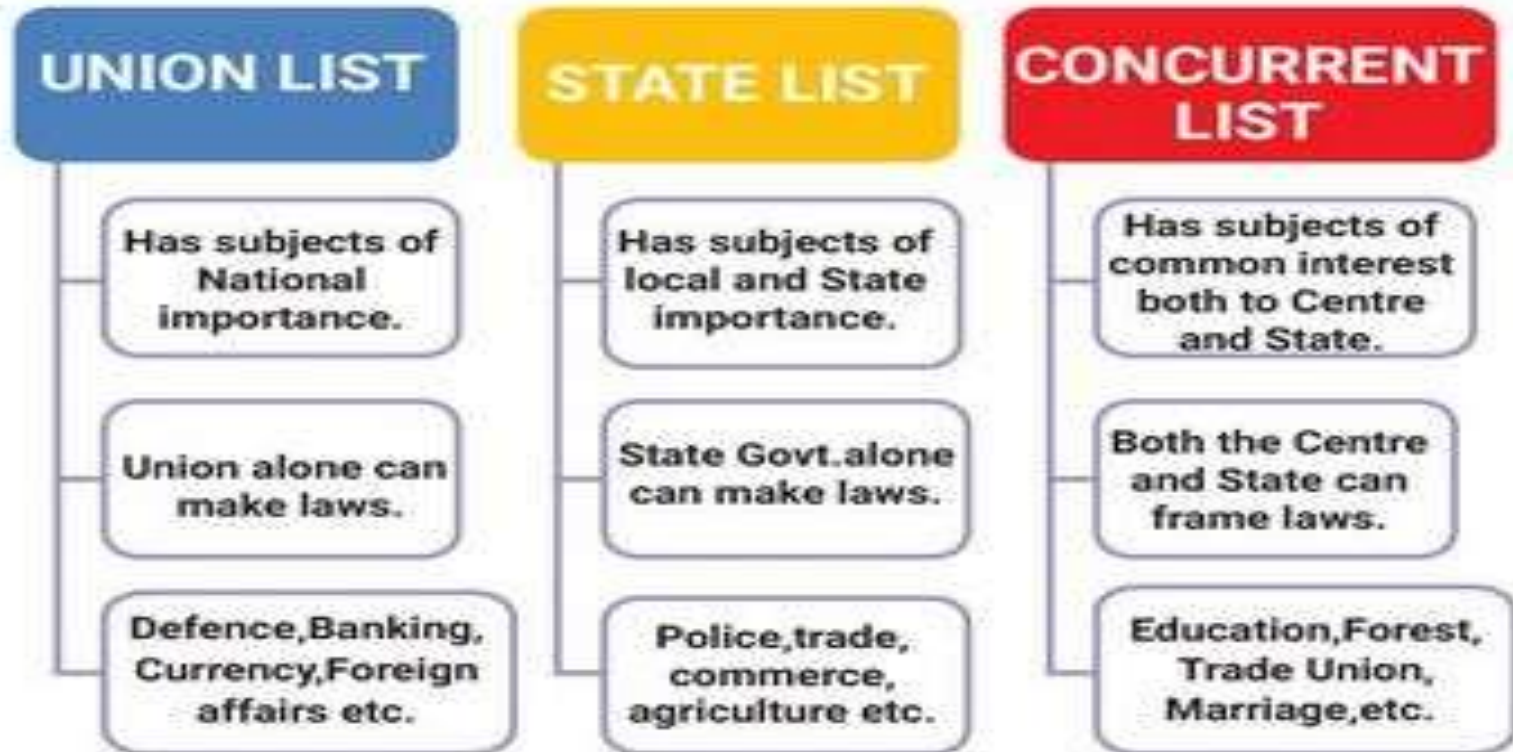 UNION LIST
Has subjects of
National
importance.
Union alone can
make laws.
Defence,Banking,
Currency,Foreign
affairs etc.
STATE LIST
Has subjects of
local and State
importance.
State Govt.alone
can make laws.
Police,trade,
commerce,
agriculture etc.
CONCURRENT
LIST
Has subjects of
common interest
both to Centre
and State.
Both the Centre
and State can
frame laws.
Education,Forest,
Trade Union,
Marriage,etc.